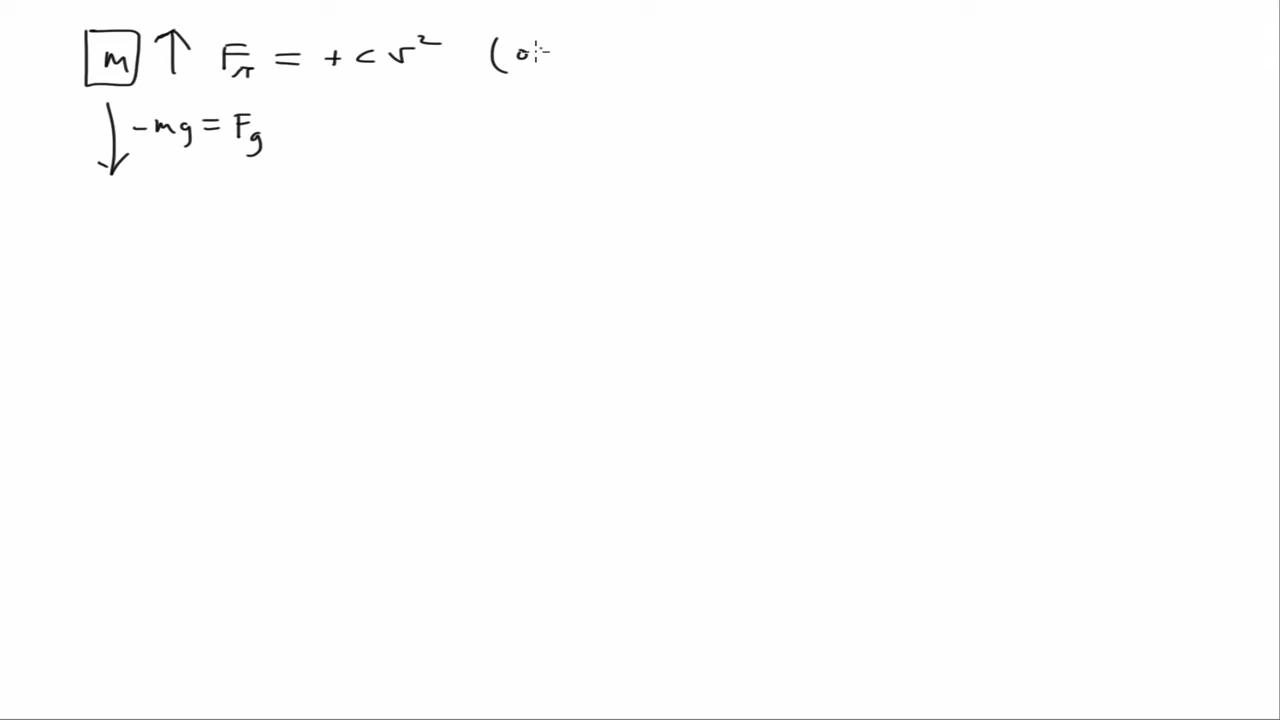 m ↑ F_r = + c v² (o
↓ -mg = F_g